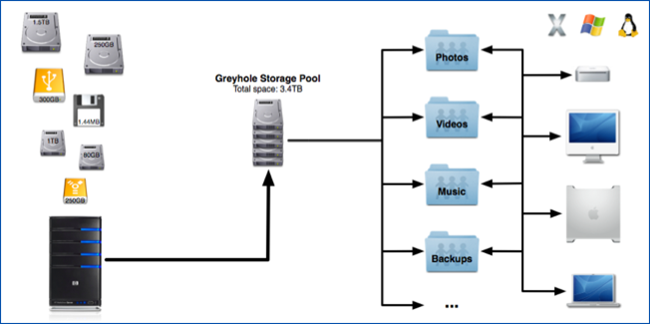 1.5TB
250GB
300GB
1.44MB
1TB
80GB
250GB
hp
Greyhole Storage Pool
Total space: 3.4TB
Photos
Videos
Music
Backups
...
X